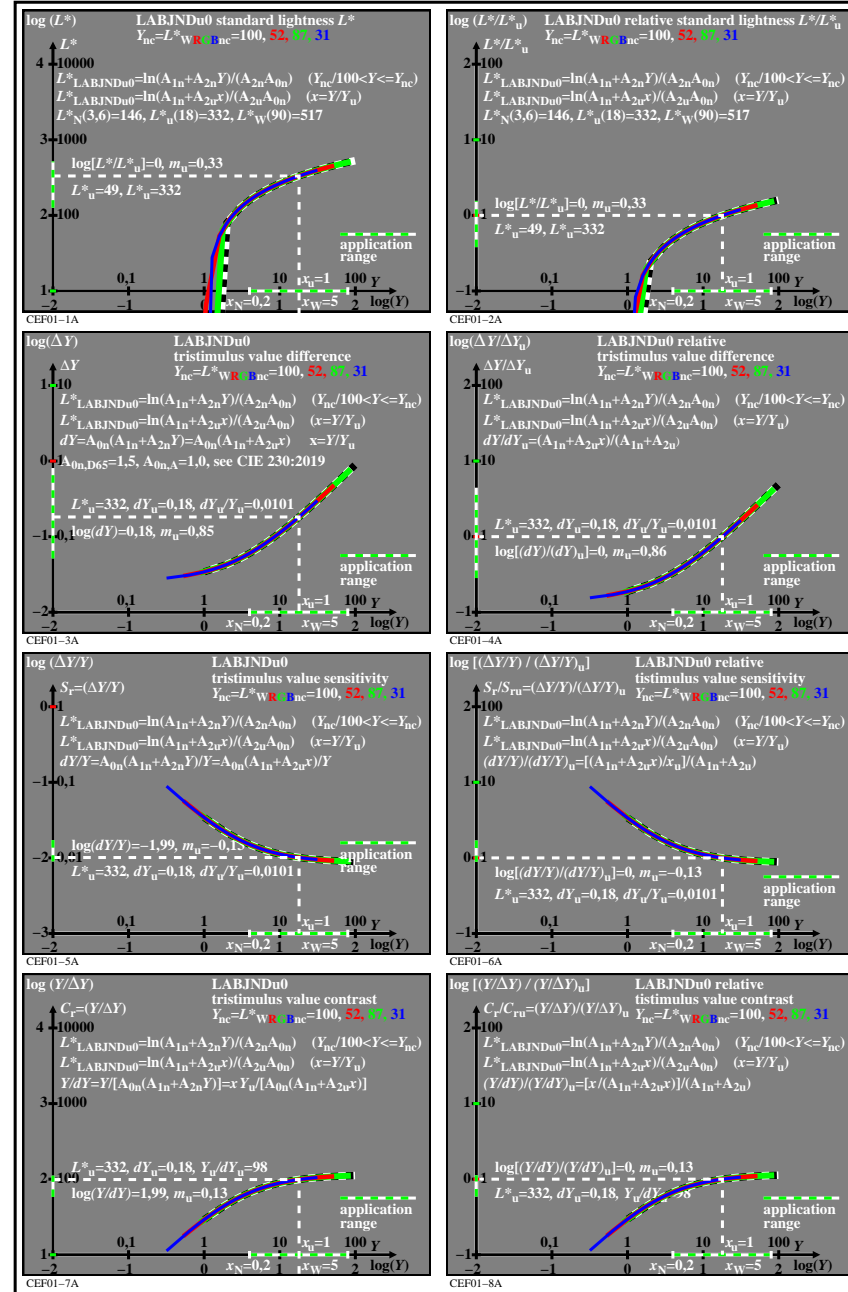 log (L*) LABJNDu0 standard lightness L*
L* Ync=L*WRGBnc=100, 52, 87, 31
4 10000
L*LABJNDu0=ln(A1n+A2nY)/(A2nA0n) (Ync/100<Y<=Ync)
L*LABJNDu0=ln(A1n+A2ux)/(A2uA0n) (x=Y/Yu)
L*N(3,6)=146, L*u(18)=332, L*W(90)=517
3 1000
log[L*/L*u]=0, mu=0,33
L*u=49, L*u=332
2 100
application
range
0,1 1 10 xu=1 100 Y
1
−2 −1 0 xN=0,2 1 xW=5 2 log(Y)
CEF01−1A
log (L*/L*u) LABJNDu0 relative standard lightness L*/L*u
L*/L*u Ync=L*WRGBnc=100, 52, 87, 31
2 100
L*LABJNDu0=ln(A1n+A2nY)/(A2nA0n) (Ync/100<Y<=Ync)
L*LABJNDu0=ln(A1n+A2ux)/(A2uA0n) (x=Y/Yu)
L*N(3,6)=146, L*u(18)=332, L*W(90)=517
1 10
log[L*/L*u]=0, mu=0,33
0 1
L*u=49, L*u=332
application
range
0,1 1 10 xu=1 100 Y
−1
−2 −1 0 xN=0,2 1 xW=5 2 log(Y)
CEF01−2A
log(ΔY) LABJNDu0
tristimulus value difference
ΔY Ync=L*WRGBnc=100, 52, 87, 31
1 10
L*LABJNDu0=ln(A1n+A2nY)/(A2nA0n) (Ync/100<Y<=Ync)
L*LABJNDu0=ln(A1n+A2ux)/(A2uA0n) (x=Y/Yu)
dY=A0n(A1n+A2nY)=A0n(A1n+A2ux) x=Y/Yu
0 1
A0n,D65=1,5, A0n,A=1,0, see CIE 230:2019
L*u=332, dYu=0,18, dYu/Yu=0,0101
−1 0,1
log(dY)=0,18, mu=0,85
application
range
0,1 1 10 xu=1 100 Y
−2
−2 −1 0 xN=0,2 1 xW=5 2 log(Y)
CEF01−3A
log(ΔY/ΔYu) LABJNDu0 relative
tristimulus value difference
ΔY/ΔYu Ync=L*WRGBnc=100, 52, 87, 31
2 100
L*LABJNDu0=ln(A1n+A2nY)/(A2nA0n) (Ync/100<Y<=Ync)
L*LABJNDu0=ln(A1n+A2ux)/(A2uA0n) (x=Y/Yu)
dY/dYu=(A1n+A2ux)/(A1n+A2u)
1 10
L*u=332, dYu=0,18, dYu/Yu=0,0101
0 1
log[(dY)/(dY)u]=0, mu=0,86
application
range
0,1 1 10 xu=1 100 Y
−1
−2 −1 0 xN=0,2 1 xW=5 2 log(Y)
CEF01−4A
log (ΔY/Y) LABJNDu0
tristimulus value sensitivity
Sr=(ΔY/Y) Ync=L*WRGBnc=100, 52, 87, 31
0 1
L*LABJNDu0=ln(A1n+A2nY)/(A2nA0n) (Ync/100<Y<=Ync)
L*LABJNDu0=ln(A1n+A2ux)/(A2uA0n) (x=Y/Yu)
dY/Y=A0n(A1n+A2nY)/Y=A0n(A1n+A2ux)/Y
−1 0,1
log(dY/Y)=−1,99, mu=−0,13
−2 0,01
L*u=332, dYu=0,18, dYu/Yu=0,0101
application
range
0,1 1 10 xu=1 100 Y
−3
−2 −1 0 xN=0,2 1 xW=5 2 log(Y)
CEF01−5A
log [(ΔY/Y) / (ΔY/Y)u] LABJNDu0 relative
tistimulus value sensitivity
Sr/Sru=(ΔY/Y)/(ΔY/Y)u Ync=L*WRGBnc=100, 52, 87, 31
2 100
L*LABJNDu0=ln(A1n+A2nY)/(A2nA0n) (Ync/100<Y<=Ync)
L*LABJNDu0=ln(A1n+A2ux)/(A2uA0n) (x=Y/Yu)
(dY/Y)/(dY/Y)u=[(A1n+A2ux)/xu]/(A1n+A2u)
1 10
0 1
log[(dY/Y)/(dY/Y)u]=0, mu=−0,13
L*u=332, dYu=0,18, dYu/Yu=0,0101
application
range
0,1 1 10 xu=1 100 Y
−1
−2 −1 0 xN=0,2 1 xW=5 2 log(Y)
CEF01−6A
log (Y/ΔY) LABJNDu0
tristimulus value contrast
Cr=(Y/ΔY) Ync=L*WRGBnc=100, 52, 87, 31
4 10000
L*LABJNDu0=ln(A1n+A2nY)/(A2nA0n) (Ync/100<Y<=Ync)
L*LABJNDu0=ln(A1n+A2ux)/(A2uA0n) (x=Y/Yu)
Y/dY=Y/[A0n(A1n+A2nY)]=x Yu/[A0n(A1n+A2ux)]
3 1000
L*u=332, dYu=0,18, Yu/dYu=98
2 100
log(Y/dY)=1,99, mu=0,13
application
range
0,1 1 10 xu=1 100 Y
1
−2 −1 0 xN=0,2 1 xW=5 2 log(Y)
CEF01−7A
log [(Y/ΔY) / (Y/ΔY)u] LABJNDu0 relative
tistimulus value contrast
Cr/Cru=(Y/ΔY)/(Y/ΔY)u Ync=L*WRGBnc=100, 52, 87, 31
2 100
L*LABJNDu0=ln(A1n+A2nY)/(A2nA0n) (Ync/100<Y<=Ync)
L*LABJNDu0=ln(A1n+A2ux)/(A2uA0n) (x=Y/Yu)
(Y/dY)/(Y/dY)u=[x/(A1n+A2ux)]/(A1n+A2u)
1 10
log[(Y/dY)/(Y/dY)u]=0, mu=0,13
0 1
L*u=332, dYu=0,18, Yu/dYu=98
application
range
0,1 1 10 xu=1 100 Y
−1
−2 −1 0 xN=0,2 1 xW=5 2 log(Y)
CEF01−8A